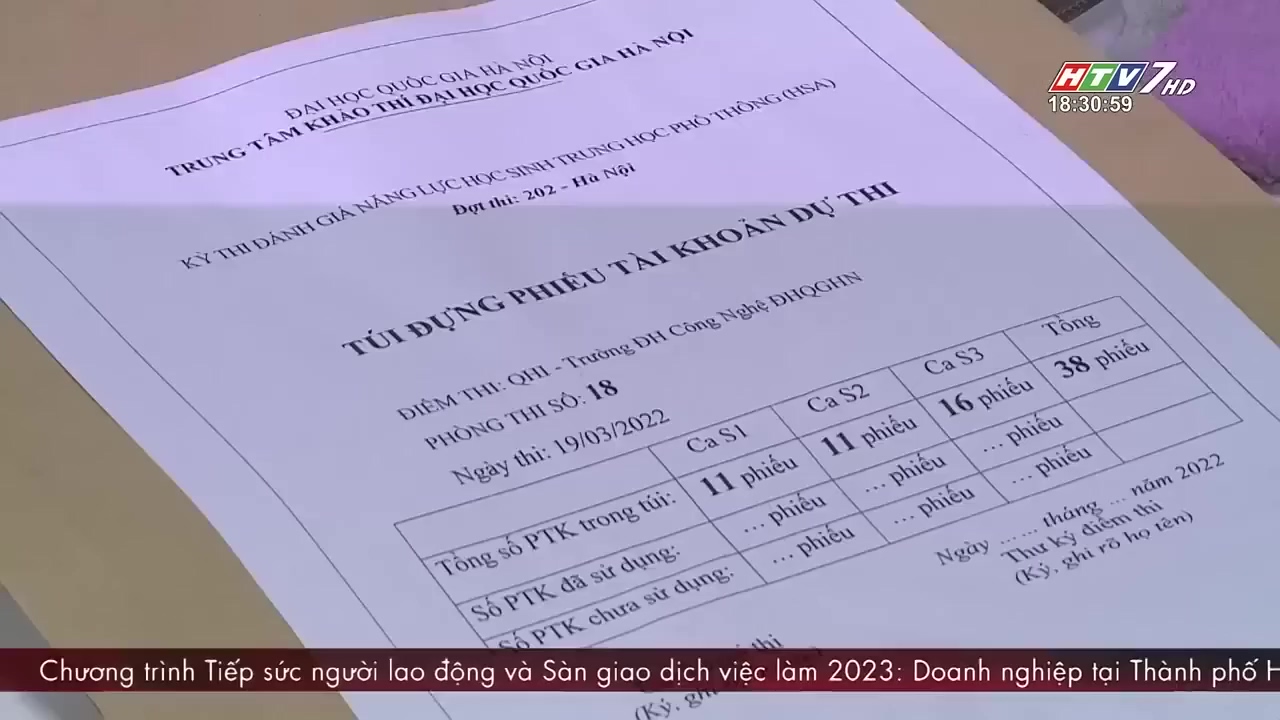 HTV7 HD
18:30:59
ĐẠI HỌC QUỐC GIA HÀ NỘI
TRUNG TÂM KHẢO THÍ ĐẠI HỌC QUỐC GIA HÀ NỘI
KỲ THI ĐÁNH GIÁ NĂNG LỰC HỌC SINH TRUNG HỌC PHỔ THÔNG (HSA)
Đợt thi: 202 - Hà Nội
TÚI ĐỰNG PHIẾU TÀI KHOẢN DỰ THI
ĐIỂM THI: QHI - Trường ĐH Công Nghệ ĐHQGHN
PHÒNG THI SỐ: 18
Ngày thi: 19/03/2022
Ca S1 Ca S2 Ca S3 Tổng
Tổng số PTK trong túi: 11 phiếu 11 phiếu 16 phiếu 38 phiếu
Số PTK đã sử dụng: ... phiếu ... phiếu ... phiếu
Số PTK chưa sử dụng: ... phiếu ... phiếu ... phiếu
Ngày ...... tháng ... năm 2022
Thư ký điểm thi
(Ký, ghi rõ họ tên)
thi
(Ký, ghi
Chương trình Tiếp sức người lao động và Sàn giao dịch việc làm 2023: Doanh nghiệp tại Thành phố H